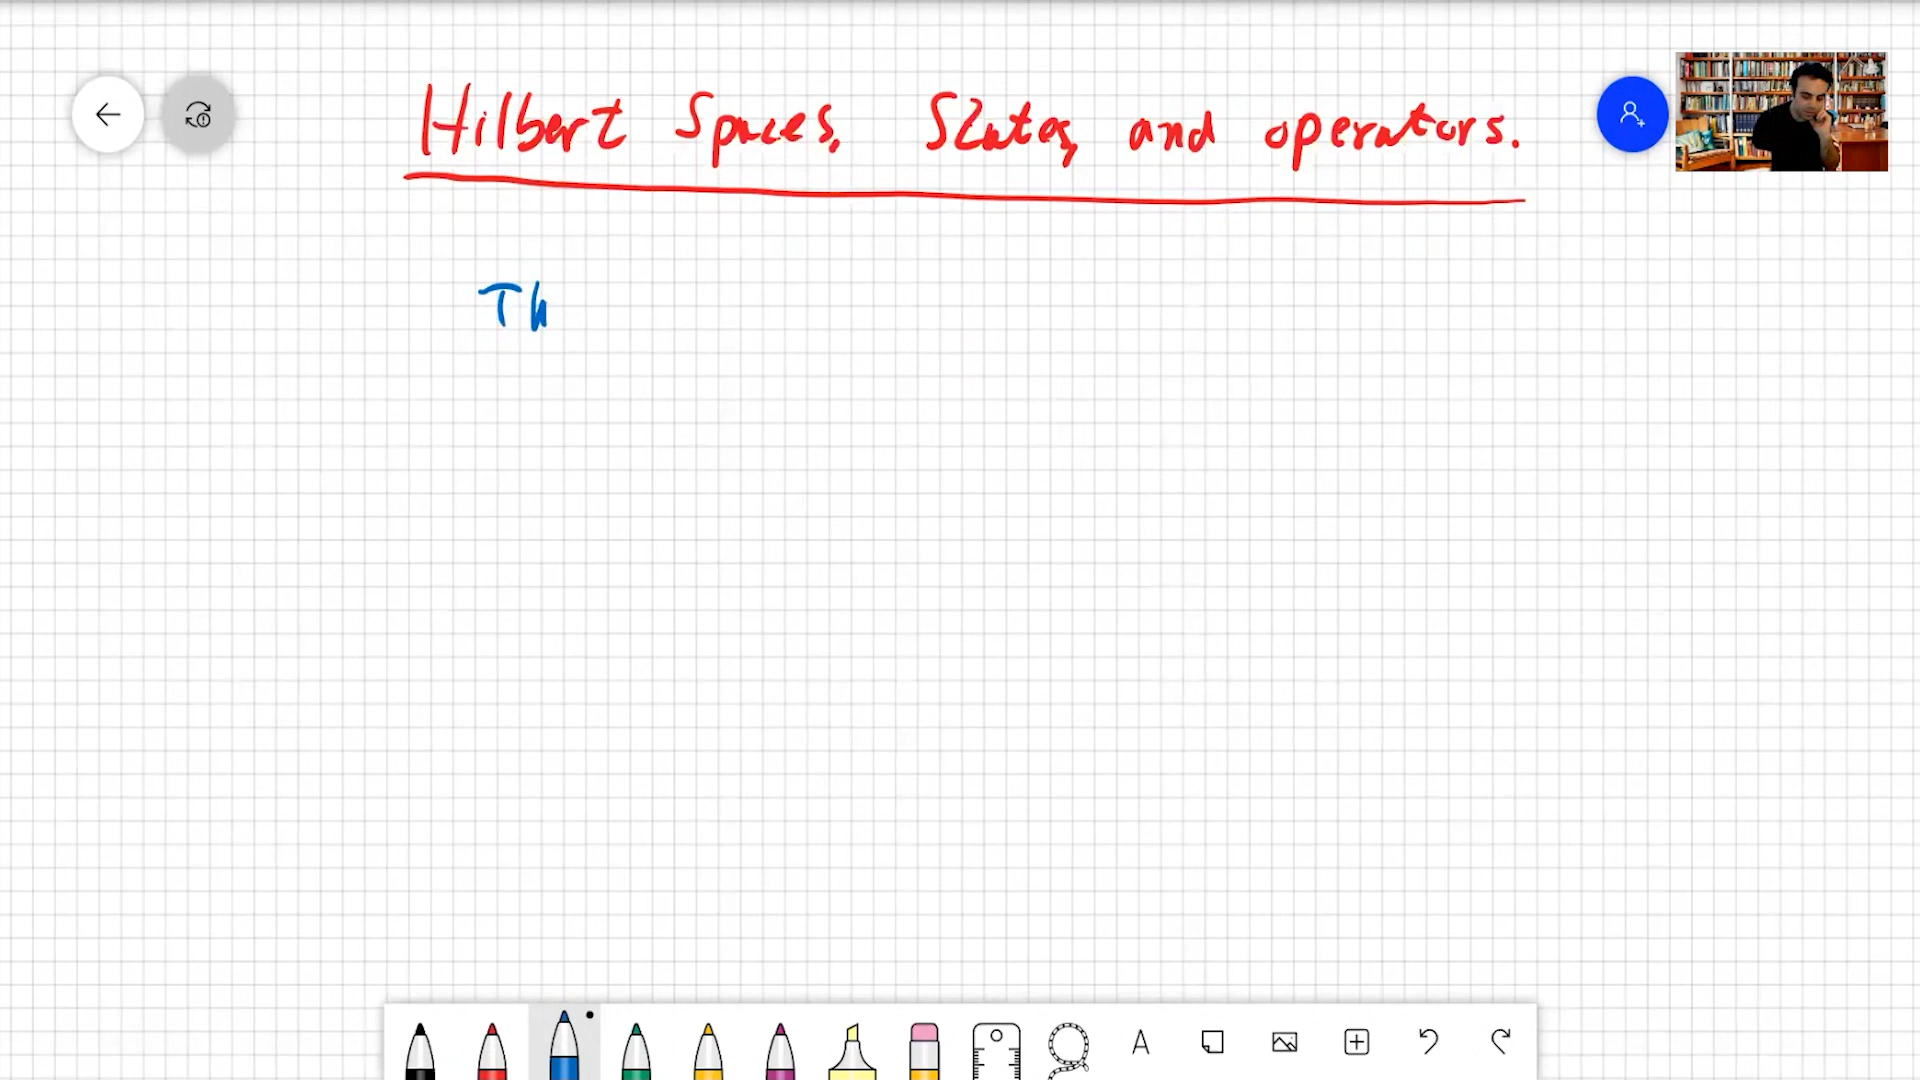 Hilbert Spaces, States, and operators.
Th
A